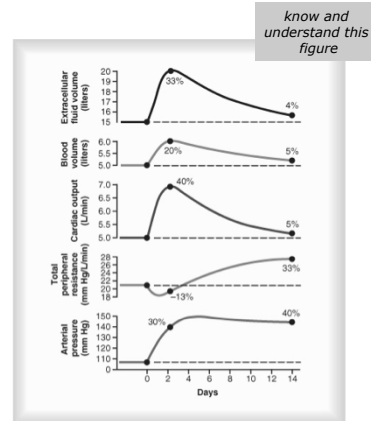 know and
understand this
figure
Extracellular
fluid volume
(liters)
20
19
18
17
16
15
33%
4%
Blood
volume
(liters)
6.0
5.5
5.0
20%
5%
Cardiac output
(L/min)
7.0
6.5
6.0
5.5
5.0
40%
5%
Total
peripheral
resistance
(mm Hg/L/min)
28
26
24
22
20
18
–13%
33%
Arterial
pressure
(mm Hg)
150
140
130
120
110
0
30%
40%
0 2 4 6 8 10 12 14
Days